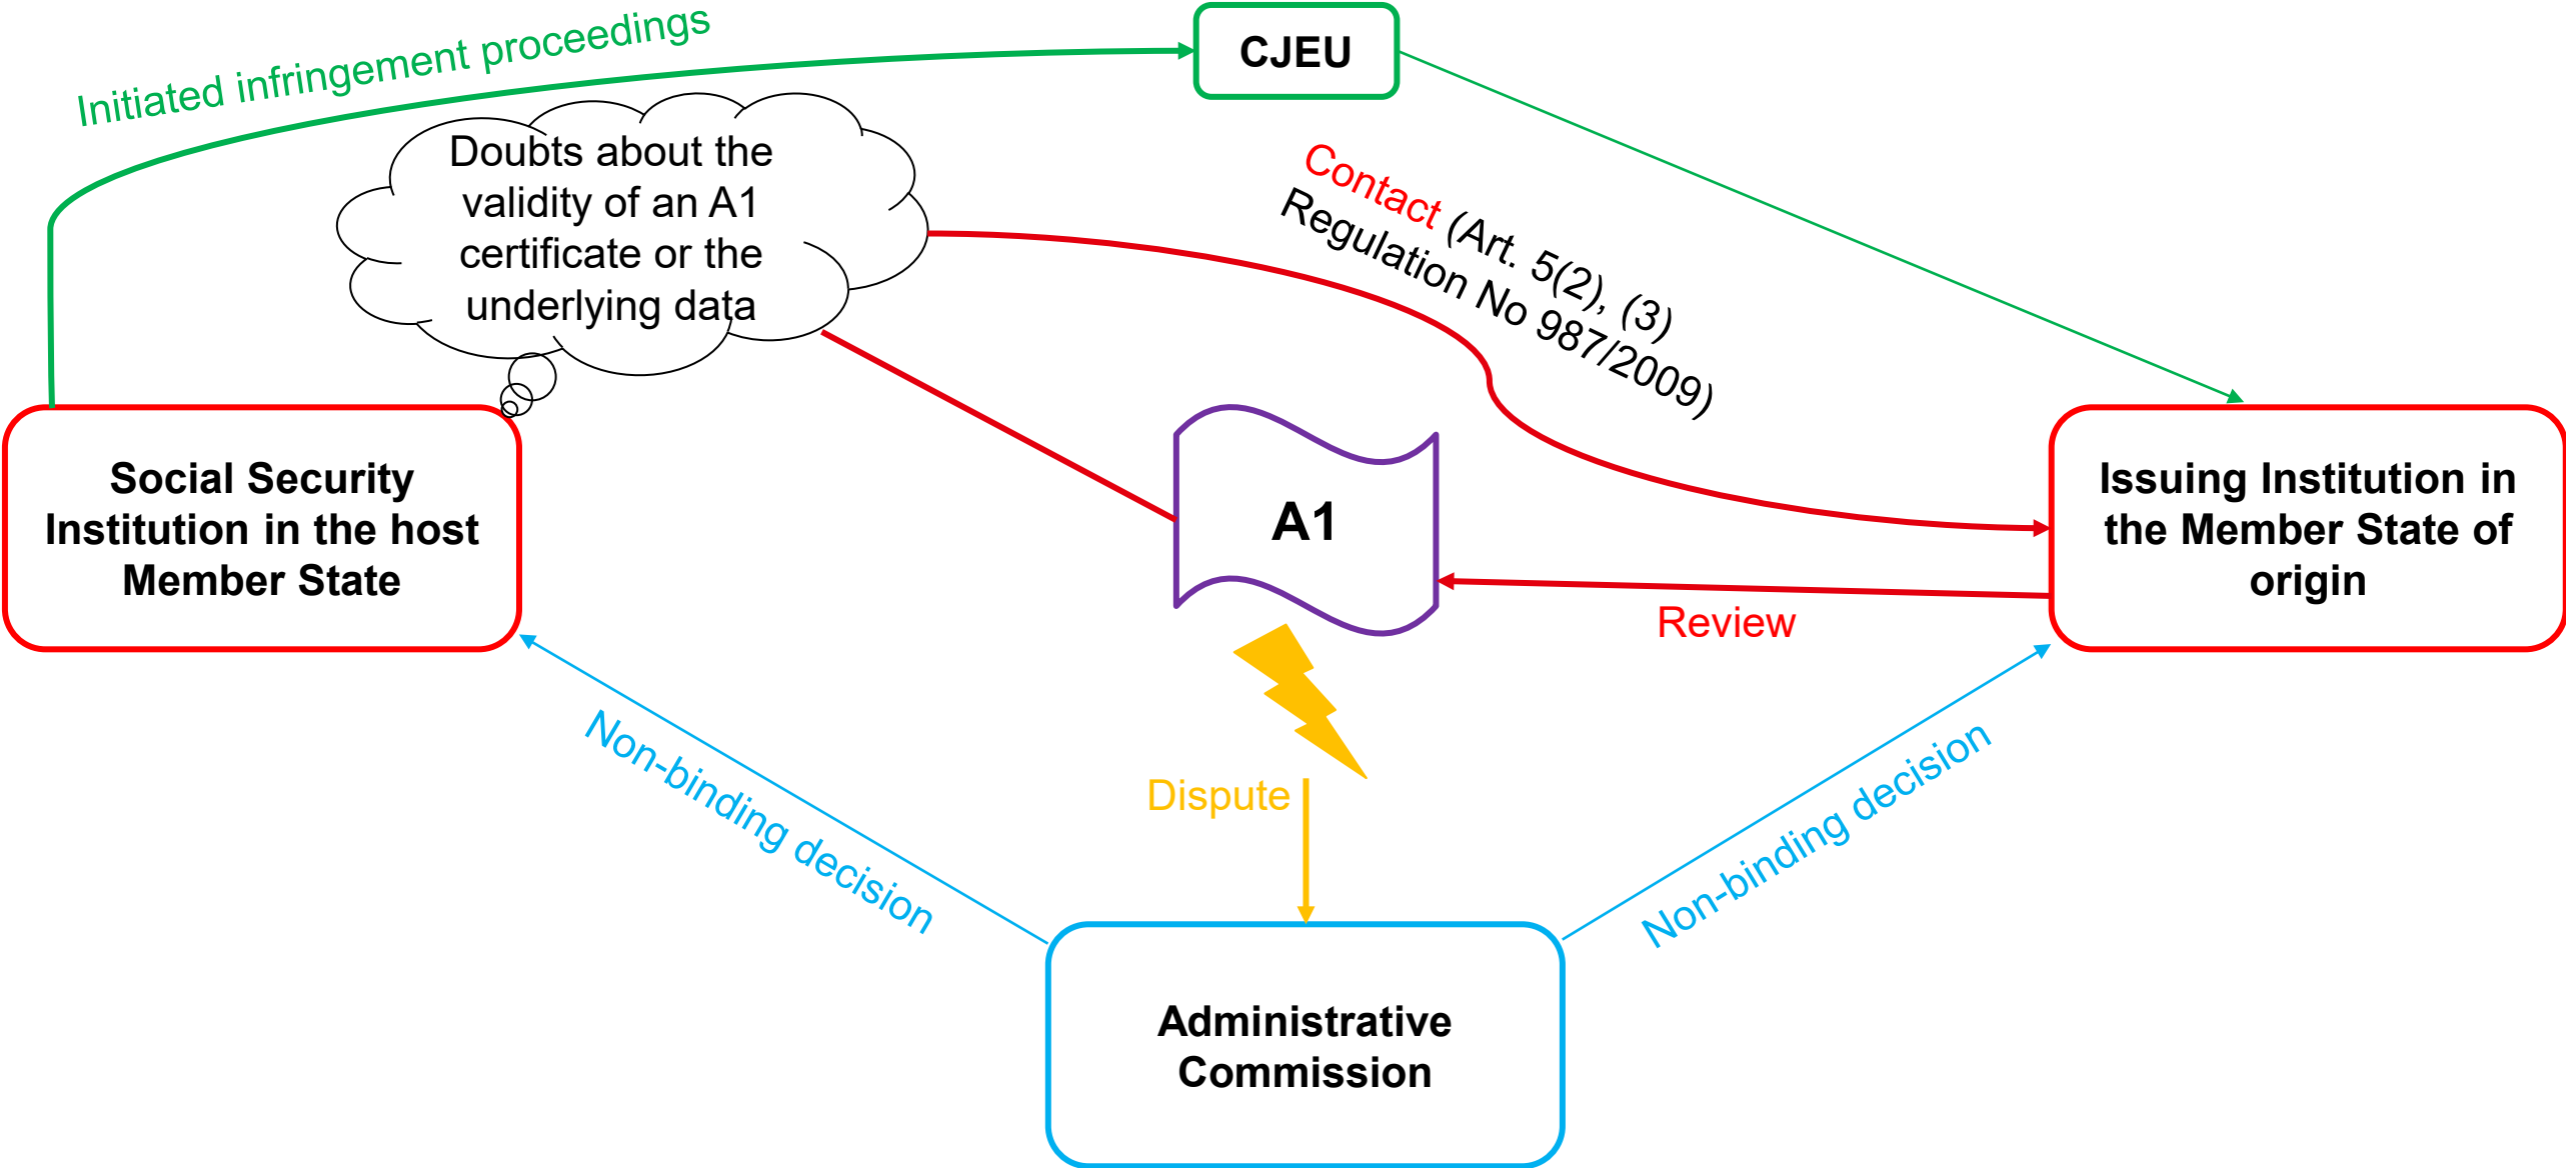 Initiated infringement proceedings
CJEU
Doubts about the
validity of an A1
certificate or the
underlying data
Contact (Art. 5(2), (3)
Regulation No 987/2009)
Social Security
Institution in the host
Member State
A1
Issuing Institution in
the Member State of
origin
Review
Non-binding decision
Dispute
Non-binding decision
Administrative
Commission